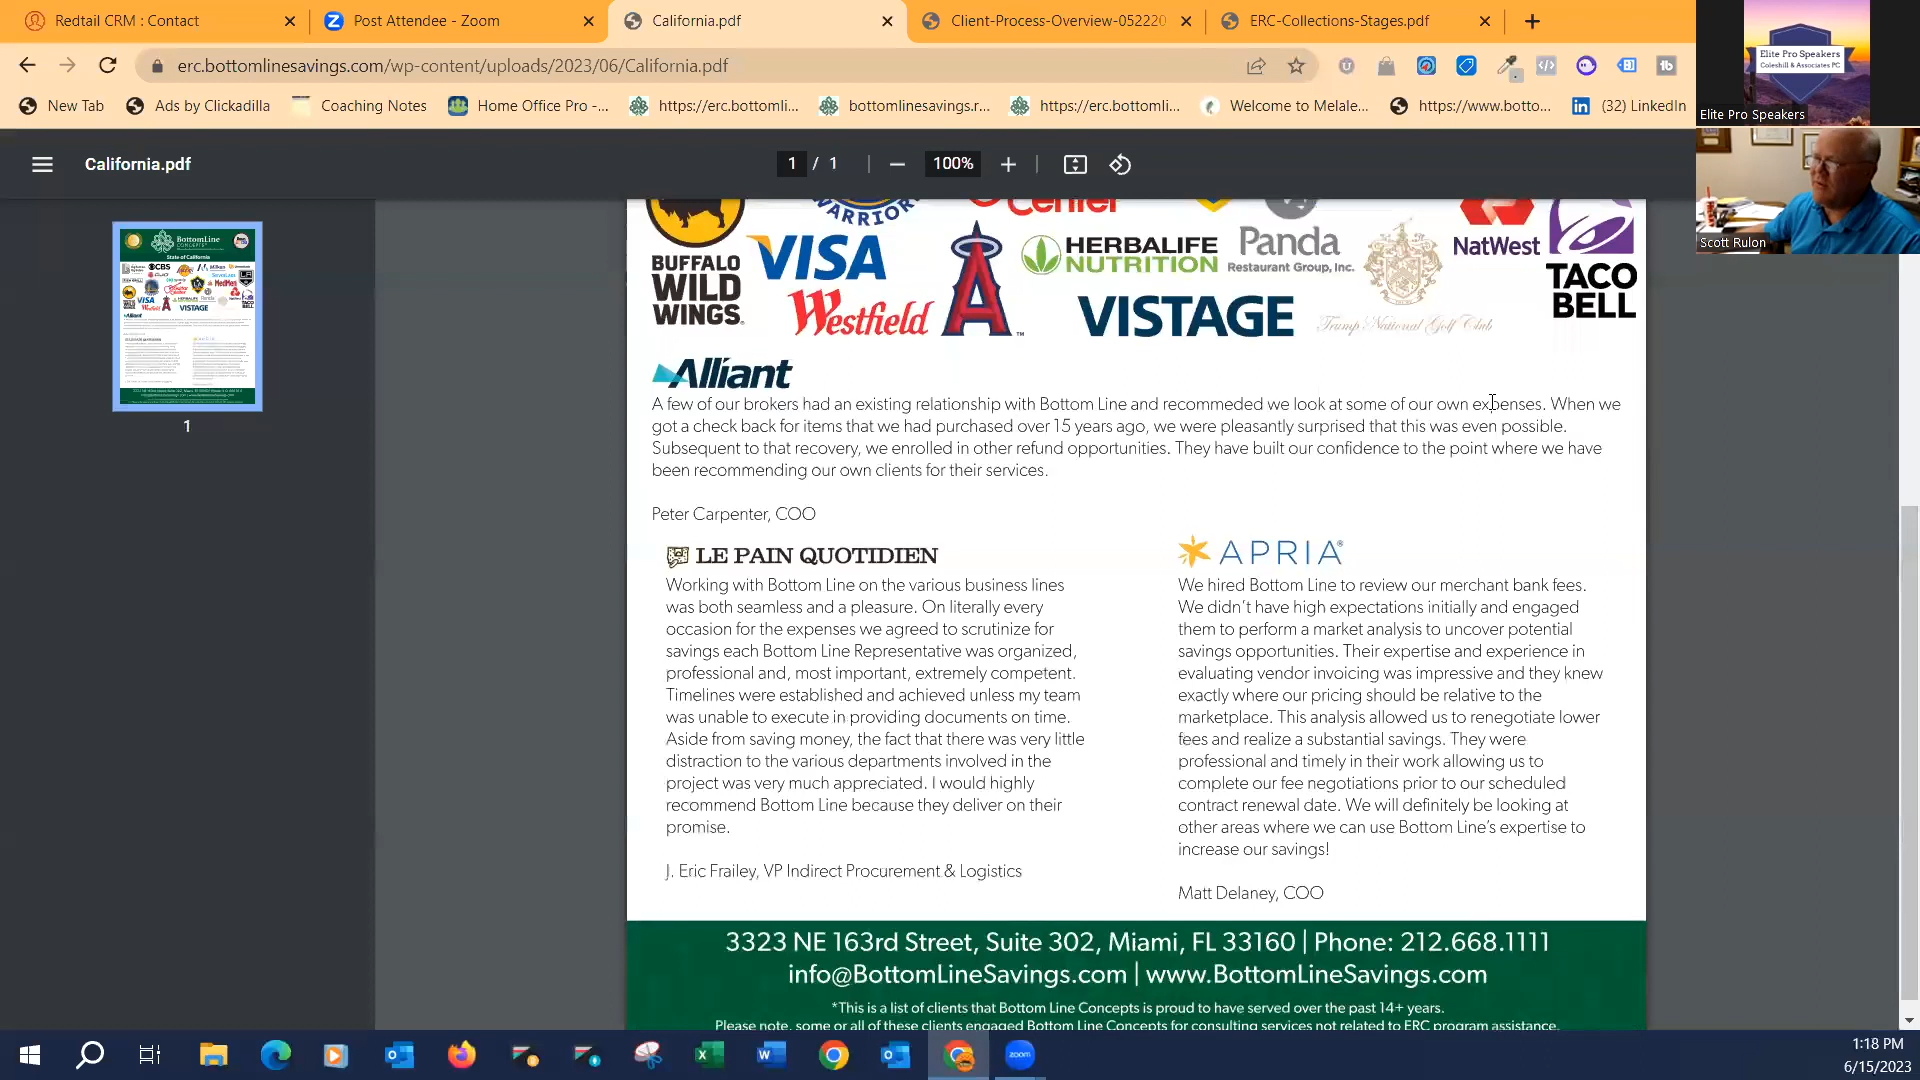 Redtail CRM : Contact
Post Attendee - Zoom
California.pdf
Client-Process-Overview-052220
ERC-Collections-Stages.pdf
erc.bottomlinesavings.com/wp-content/uploads/2023/06/California.pdf
New Tab
Ads by Clickadilla
Coaching Notes
Home Office Pro -...
https://erc.bottomli...
bottomlinesavings.r...
https://erc.bottomli...
Welcome to Melale...
https://www.botto...
(32) LinkedIn
Elite Pro Speakers
Coleshill & Associates PC
Elite Pro Speakers
Scott Rulon
California.pdf
1 / 1
100%
BottomLine
CONCEPTS
State of California
1
WARRIORS
Center
BUFFALO
WILD
WINGS
VISA
Westfield
A
HERBALIFE
NUTRITION
Panda
Restaurant Group, Inc.
VISTAGE
Trump National Golf Club
NatWest
TACO
BELL
Alliant
A few of our brokers had an existing relationship with Bottom Line and recommeded we look at some of our own expenses. When we
got a check back for items that we had purchased over 15 years ago, we were pleasantly surprised that this was even possible.
Subsequent to that recovery, we enrolled in other refund opportunities. They have built our confidence to the point where we have
been recommending our own clients for their services.
Peter Carpenter, COO
LE PAIN QUOTIDIEN
Working with Bottom Line on the various business lines
was both seamless and a pleasure. On literally every
occasion for the expenses we agreed to scrutinize for
savings each Bottom Line Representative was organized,
professional and, most important, extremely competent.
Timelines were established and achieved unless my team
was unable to execute in providing documents on time.
Aside from saving money, the fact that there was very little
distraction to the various departments involved in the
project was very much appreciated. I would highly
recommend Bottom Line because they deliver on their
promise.
J. Eric Frailey, VP Indirect Procurement & Logistics
APRIA
We hired Bottom Line to review our merchant bank fees.
We didn't have high expectations initially and engaged
them to perform a market analysis to uncover potential
savings opportunities. Their expertise and experience in
evaluating vendor invoicing was impressive and they knew
exactly where our pricing should be relative to the
marketplace. This analysis allowed us to renegotiate lower
fees and realize a substantial savings. They were
professional and timely in their work allowing us to
complete our fee negotiations prior to our scheduled
contract renewal date. We will definitely be looking at
other areas where we can use Bottom Line's expertise to
increase our savings!
Matt Delaney, COO
3323 NE 163rd Street, Suite 302, Miami, FL 33160 | Phone: 212.668.1111
info@BottomLineSavings.com | www.BottomLineSavings.com
*This is a list of clients that Bottom Line Concepts is proud to have served over the past 14+ years.
Please note, some or all of these clients engaged Bottom Line Concepts for consulting services not related to ERC program assistance.
zoom
1:18 PM
6/15/2023